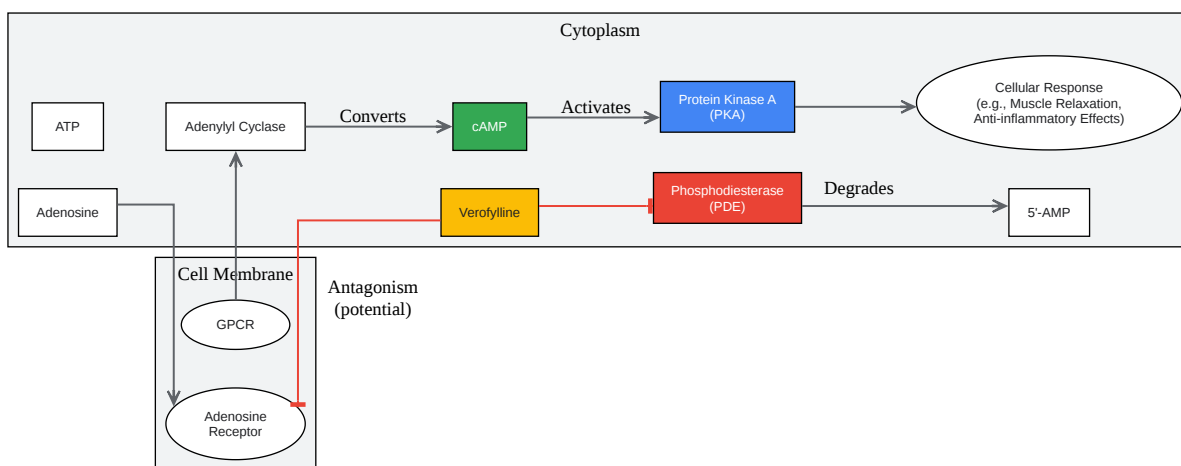 Cytoplasm
ATP
Adenylyl Cyclase
Converts
cAMP
Activates
Protein Kinase A
(PKA)
Cellular Response
(e.g., Muscle Relaxation,
Anti-inflammatory Effects)
Adenosine
Verofylline
Phosphodiesterase
(PDE)
Degrades
5'-AMP
Cell Membrane
Antagonism
(potential)
GPCR
Adenosine
Receptor